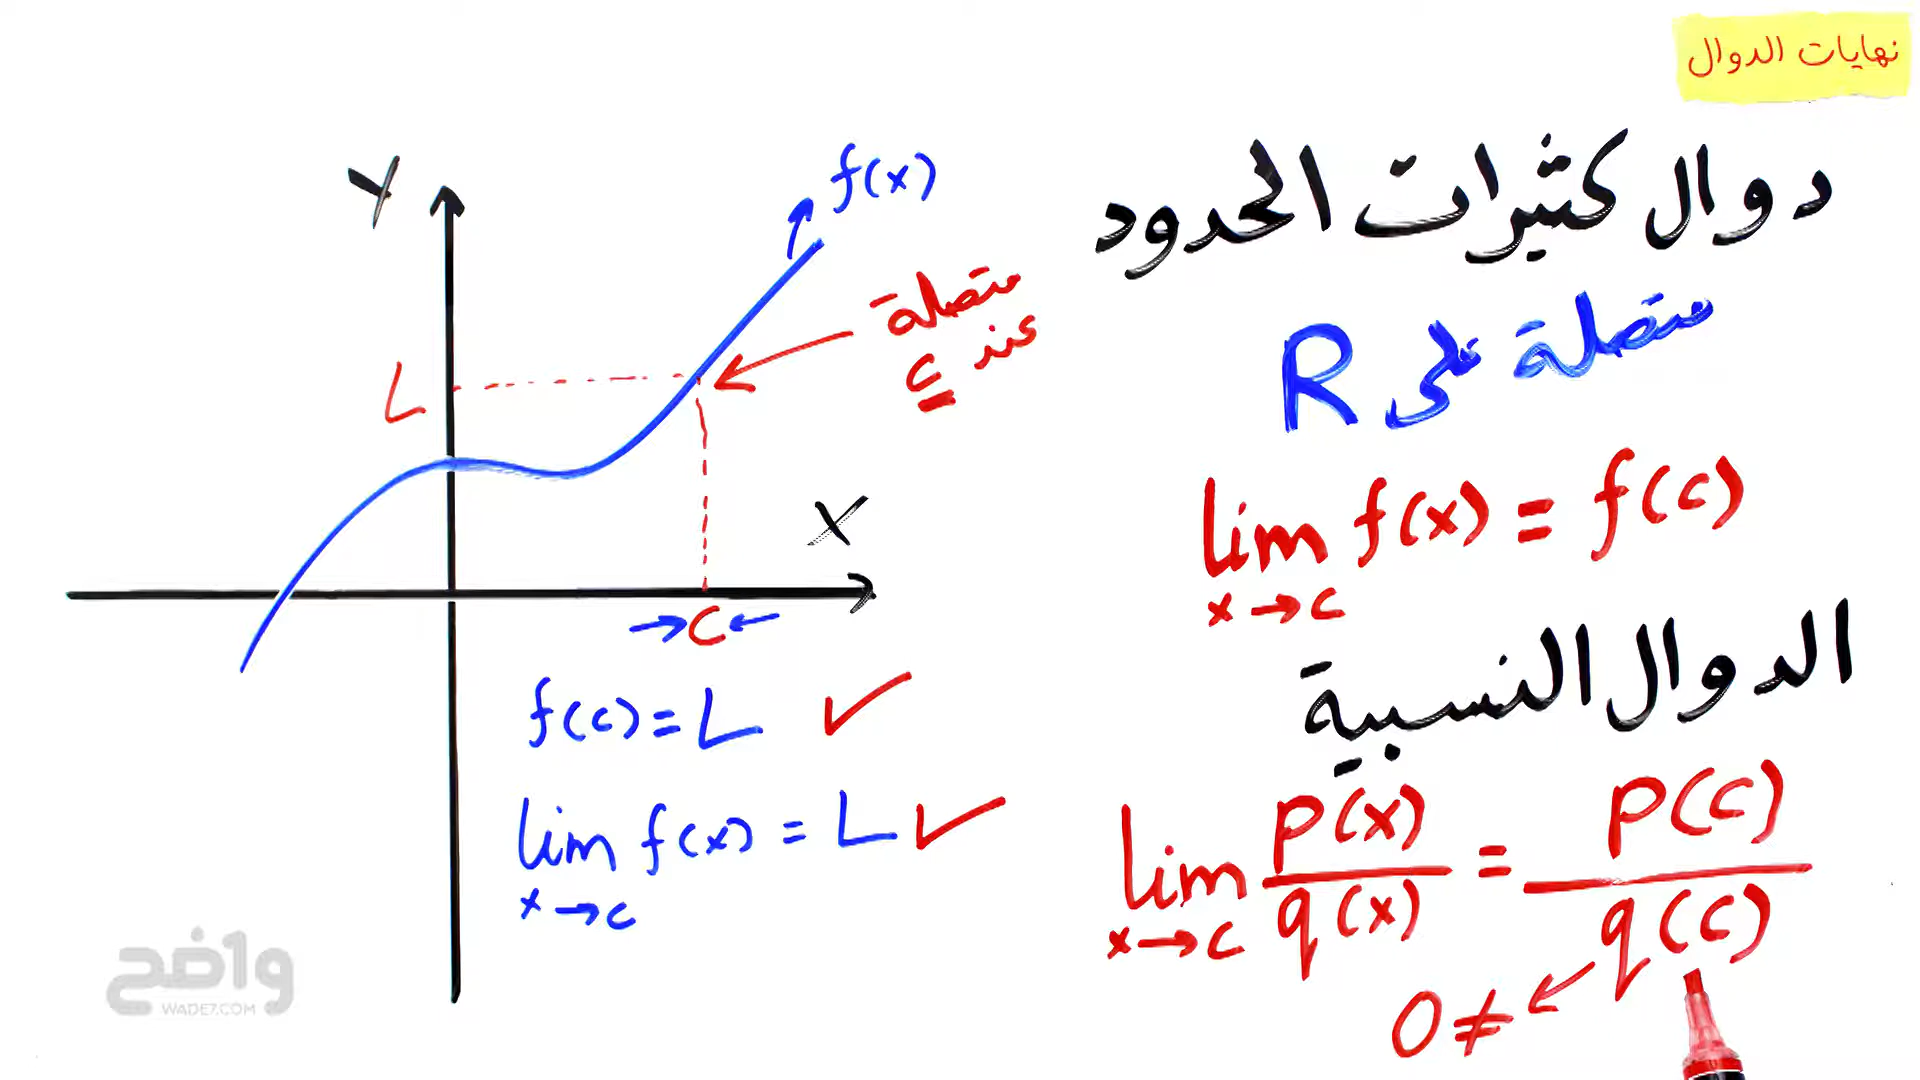 نهايات الدوال
دوال كثيرات الحدود
متصلة على R
lim f(x) = f(c)
x→c
الدوال النسبية
lim p(x)/q(x) = p(c)/q(c)
x→c
0 ≠
Y
f(x)
متصلة
عند
c
L
X
→c←
f(c) = L ✓
lim f(x) = L ✓
x→c
واضح
WADE7.COM